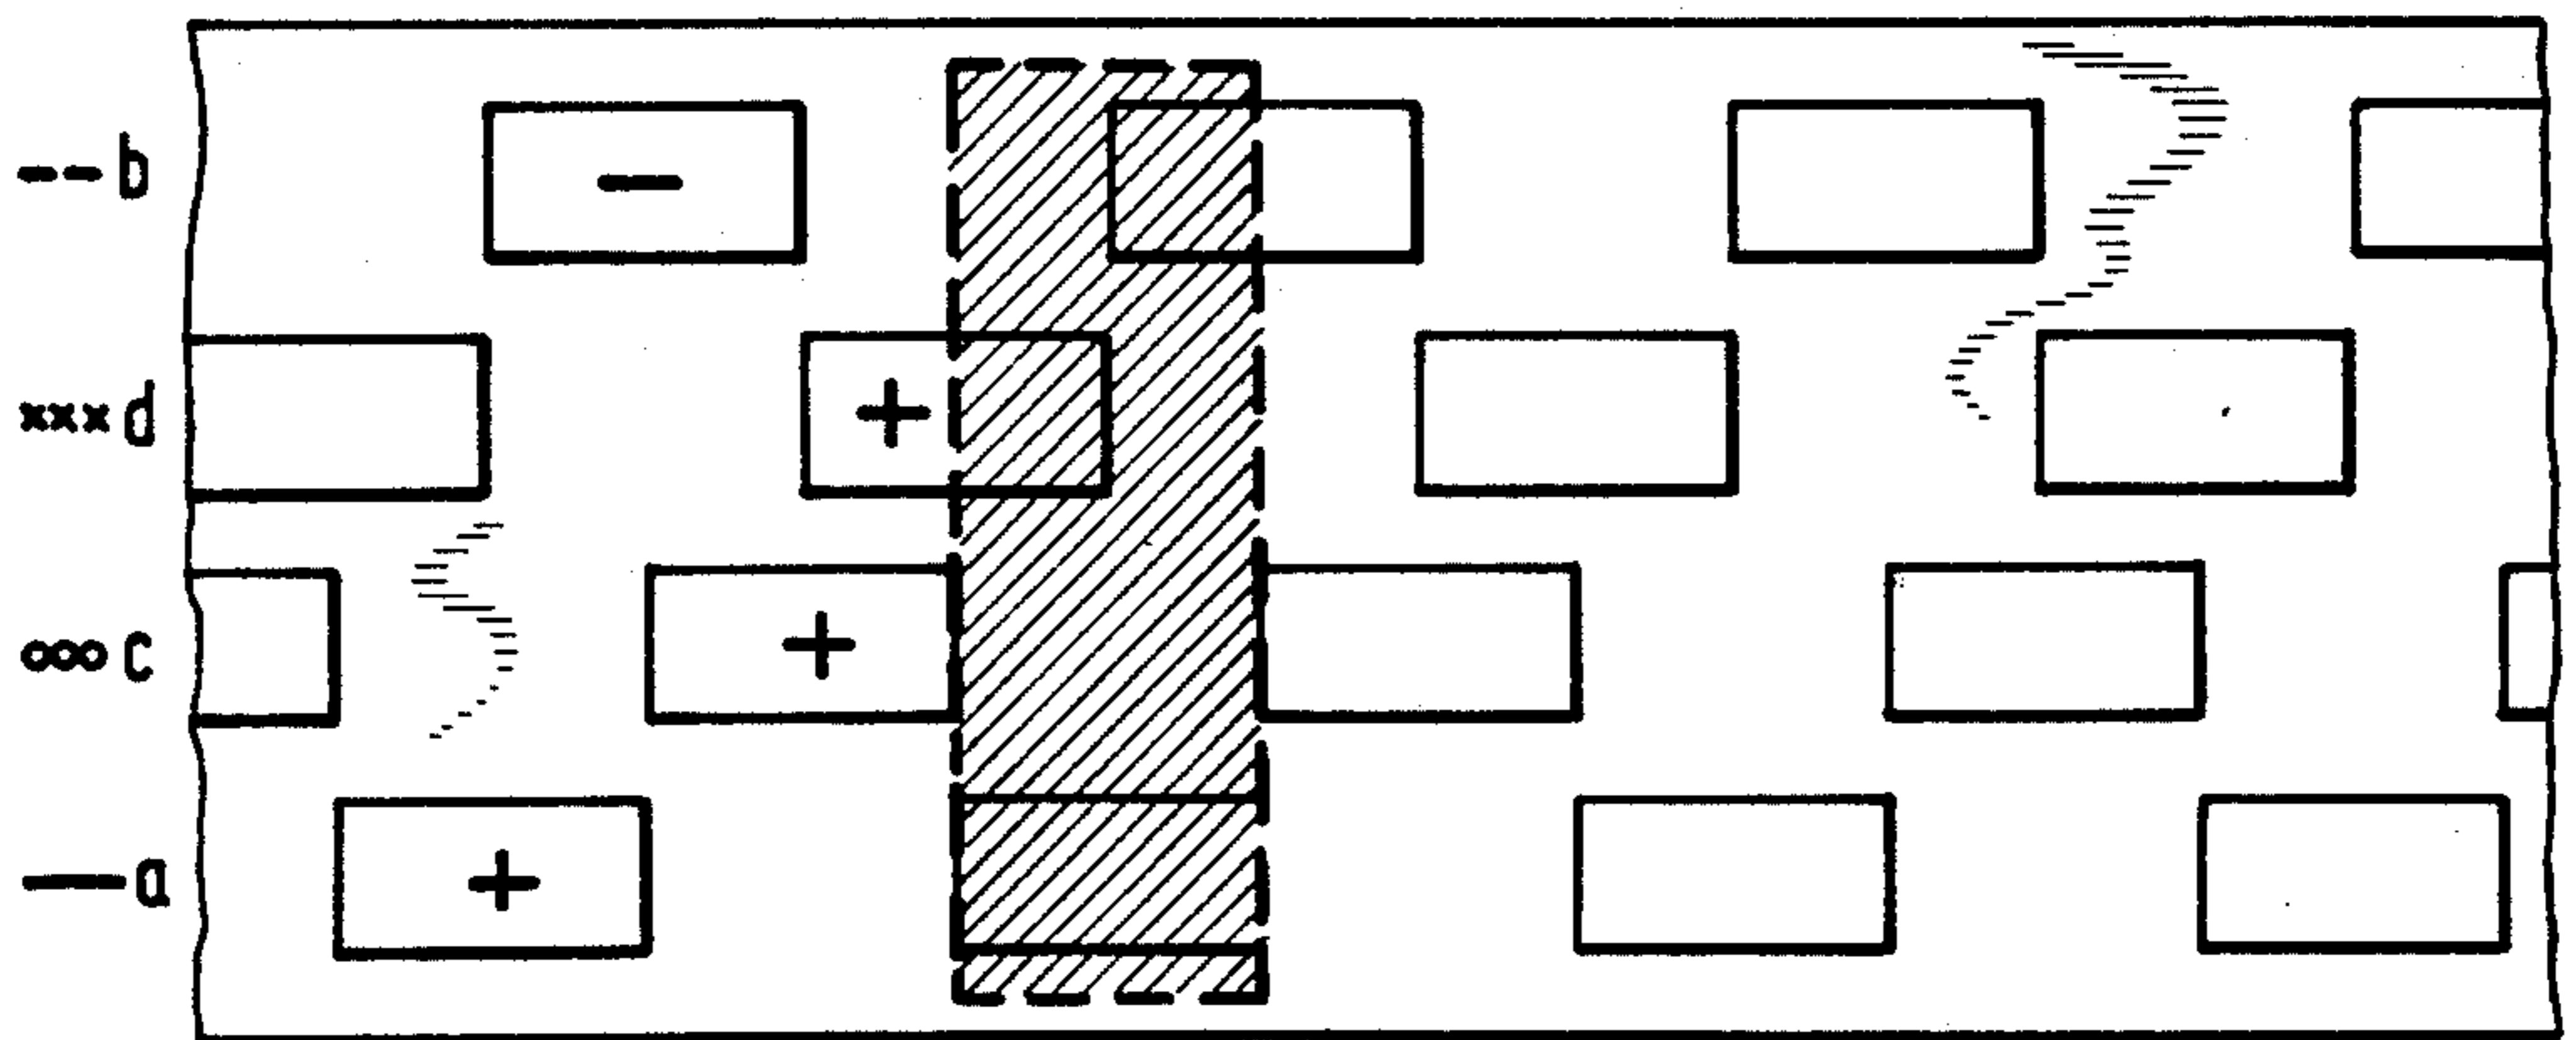 -- b
−
xxx d
+
ooo c
+
— a
+